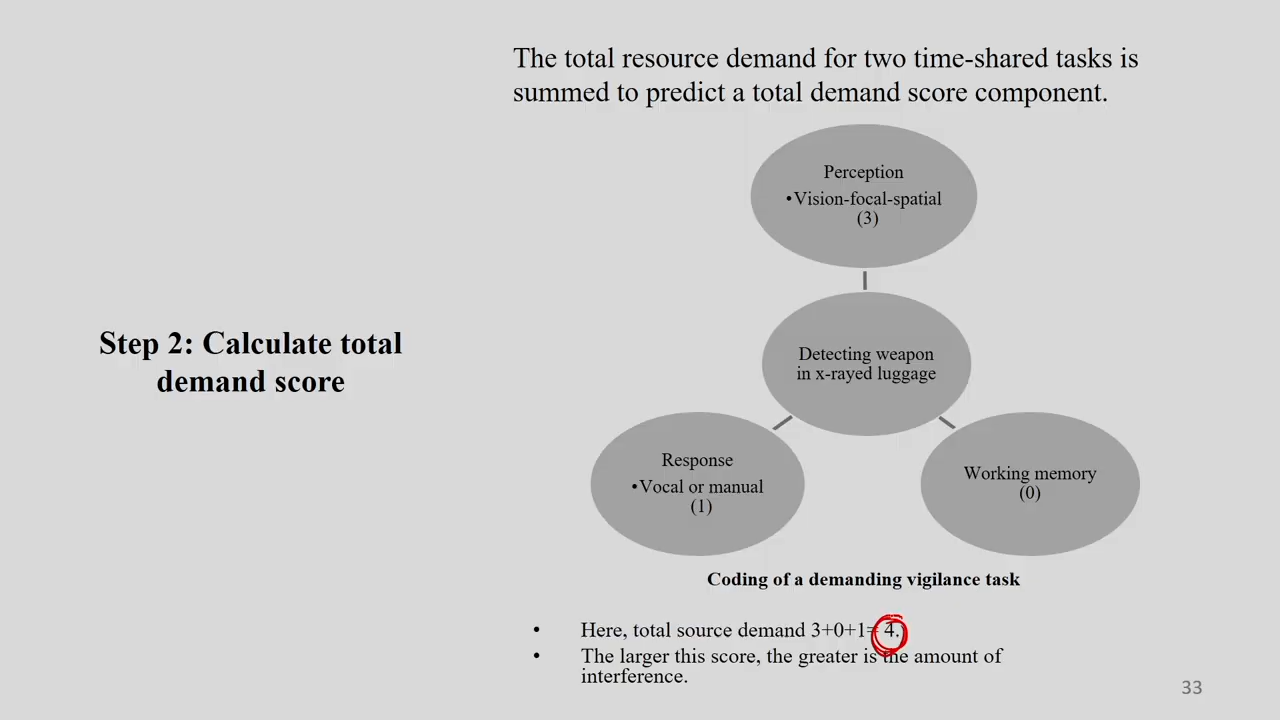 The total resource demand for two time-shared tasks is
summed to predict a total demand score component.
Perception
•Vision-focal-spatial
(3)
Detecting weapon
in x-rayed luggage
Step 2: Calculate total
demand score
Response
•Vocal or manual
(1)
Working memory
(0)
Coding of a demanding vigilance task
• Here, total source demand 3+0+1= 4.
• The larger this score, the greater is the amount of
interference.
33